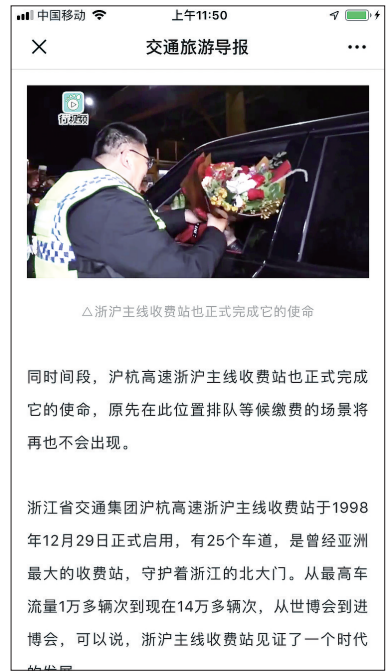 中国移动
上午11:50
交通旅游导报
行视频
△浙沪主线收费站也正式完成它的使命
同时间段，沪杭高速浙沪主线收费站也正式完成
它的使命，原先在此位置排队等候缴费的场景将
再也不会出现。
浙江省交通集团沪杭高速浙沪主线收费站于1998
年12月29日正式启用，有25个车道，是曾经亚洲
最大的收费站，守护着浙江的北大门。从最高车
流量1万多辆次到现在14万多辆次，从世博会到进
博会，可以说，浙沪主线收费站见证了一个时代
的发展